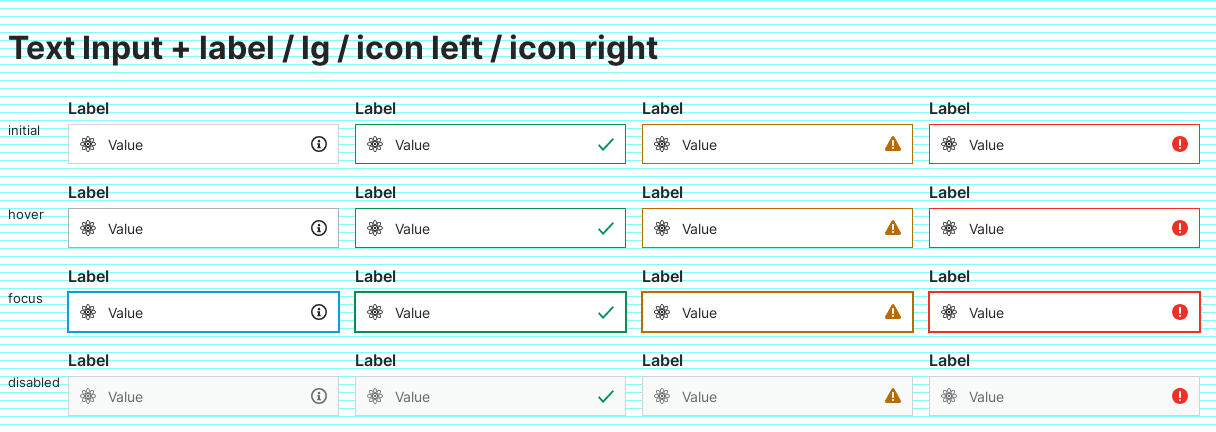 Text Input + label / lg / icon left / icon right
Label Label Label Label
initial Value Value Value Value
Label Label Label Label
hover Value Value Value Value
Label Label Label Label
focus Value Value Value Value
Label Label Label Label
disabled Value Value Value Value